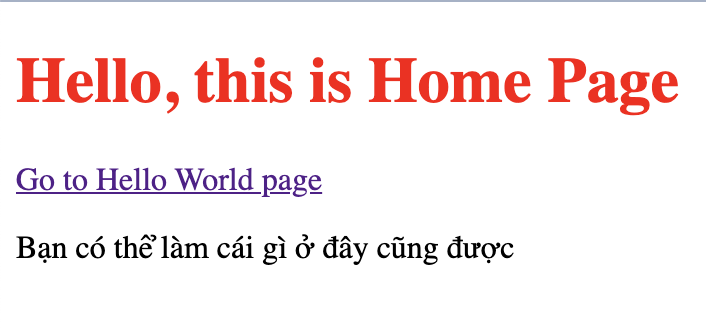 Hello, this is Home Page
Go to Hello World page
Bạn có thể làm cái gì ở đây cũng được